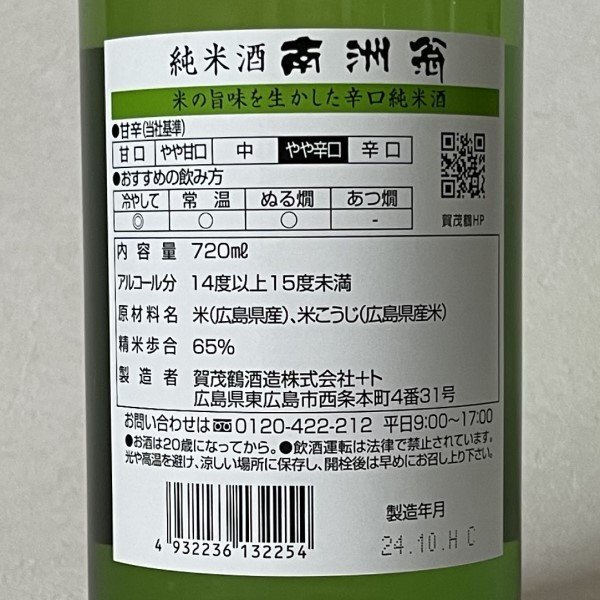 純米酒
米の旨味を生かした辛口純米酒
●甘辛(当社基準)
甘口 やや甘口 中 やや辛口 辛口
●おすすめの飲み方
冷やして 常温 ぬる燗 あつ燗
◎ ○ ○ -
賀茂鶴HP
内容量 720mℓ
アルコール分 14度以上15度未満
原材料名 米(広島県産)、米こうじ(広島県産米)
精米歩合 65%
製造者 賀茂鶴酒造株式会社+ト
広島県東広島市西条本町4番31号
お問い合わせは 0120-422-212 平日9:00~17:00
●お酒は20歳になってから。●飲酒運転は法律で禁止されています。
光や高温を避け、涼しい場所に保存し、開栓後は早めにお召し上り下さい。
4 932236 132254
製造年月
24.10.H C